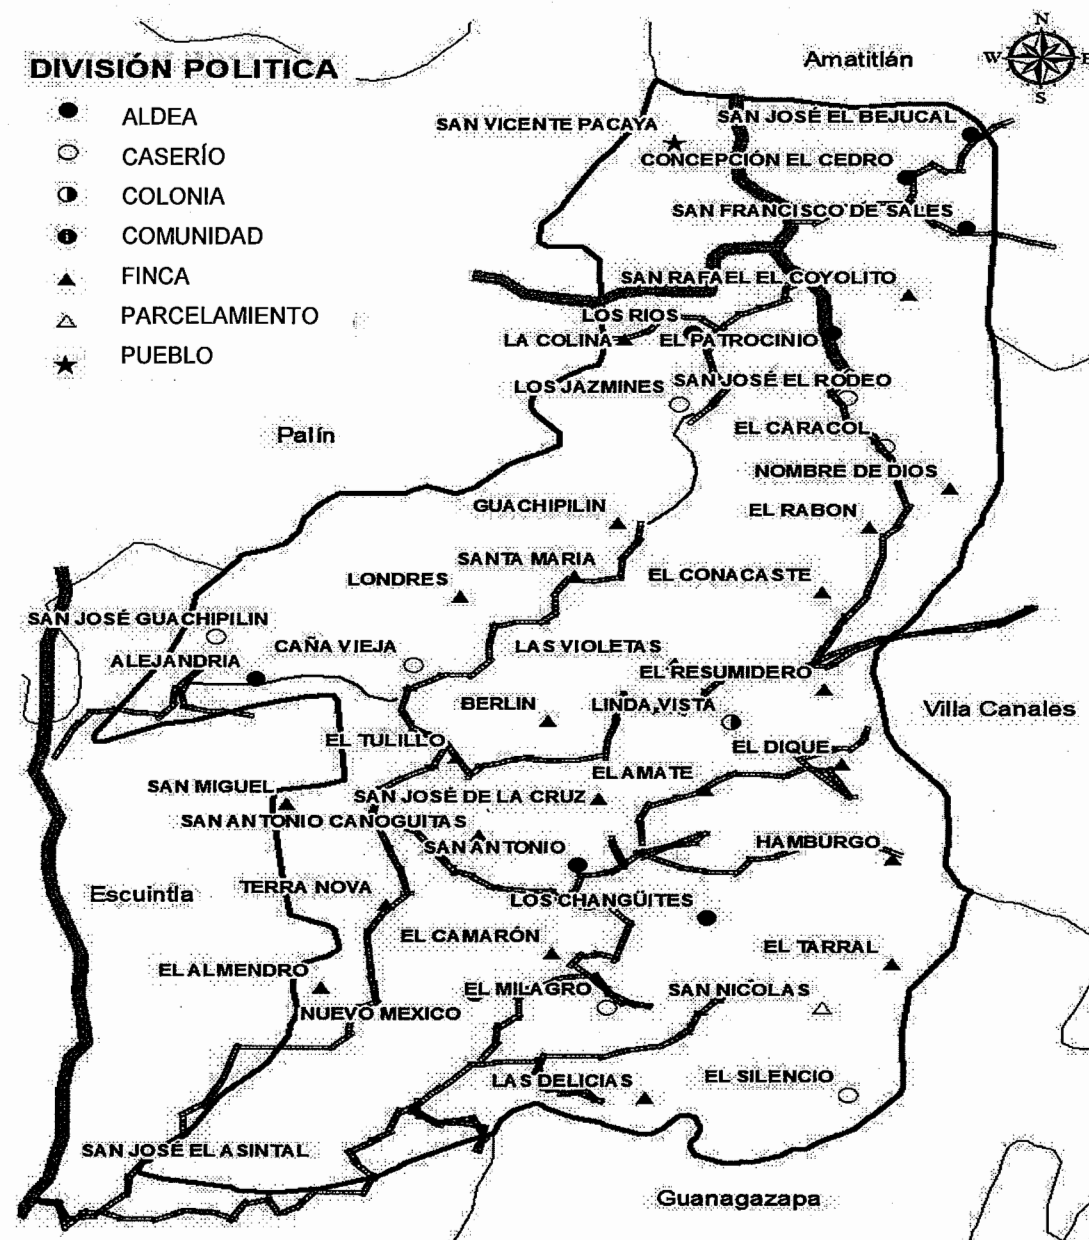 N
Amatitlán
W
E
S
DIVISIÓN POLITICA
ALDEA
CASERÍO
COLONIA
COMUNIDAD
FINCA
PARCELAMIENTO
PUEBLO
SAN VICENTE PACAYA
SAN JOSÉ EL BEJUCAL
CONCEPCIÓN EL CEDRO
SAN FRANCISCO DE SALES
SAN RAFAEL EL COYOLITO
LOS RIOS
LA COLINA
EL PATROCINIO
LOS JAZMINES
SAN JOSÉ EL RODEO
Palín
EL CARACOL
NOMBRE DE DIOS
GUACHIPILIN
EL RABON
SANTA MARIA
LONDRES
EL CONACASTE
SAN JOSÉ GUACHIPILIN
CAÑA VIEJA
LAS VIOLETAS
ALEJANDRIA
EL RESUMIDERO
BERLIN
LINDA VISTA
Villa Canales
EL TULILLO
EL DIQUE
EL AMATE
SAN MIGUEL
SAN JOSÉ DE LA CRUZ
SAN ANTONIO CAÑOGUITAS
SAN ANTONIO
HAMBURGO
Escuintla
TERRA NOVA
LOS CHANGÜITES
EL CAMARÓN
EL TARRAL
EL ALMENDRO
EL MILAGRO
SAN NICOLAS
NUEVO MEXICO
LAS DELICIAS
EL SILENCIO
SAN JOSÉ EL ASINTAL
Guanagazapa